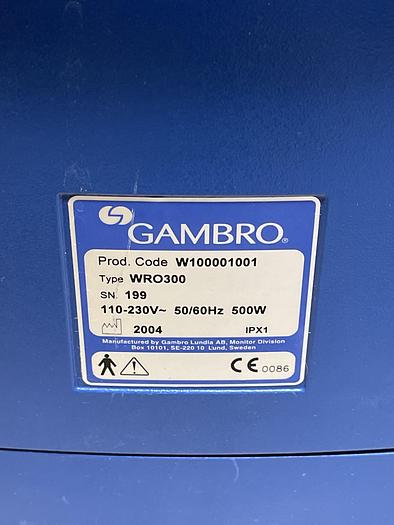 GAMBRO®
Prod. Code W100001001
Type WRO300
SN. 199
110-230V~ 50/60Hz 500W
2004 IPX1
Manufactured by Gambro Lundia AB, Monitor Division
Box 10101, SE-220 10 Lund, Sweden
CE 0086